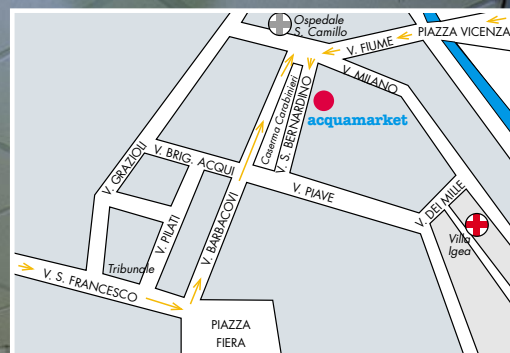 Ospedale
S. Camillo
V. FIUME
PIAZZA VICENZA
V. MILANO
V. GRAZIOLI
Caserma Carabinieri
V. S. BERNARDINO
acquamarket
V. BRIG. ACQUI
V. PIAVE
V. DEI MILLE
V. PILATI
V. BARBACOVI
Villa
Igea
Tribunale
V. S. FRANCESCO
PIAZZA
FIERA